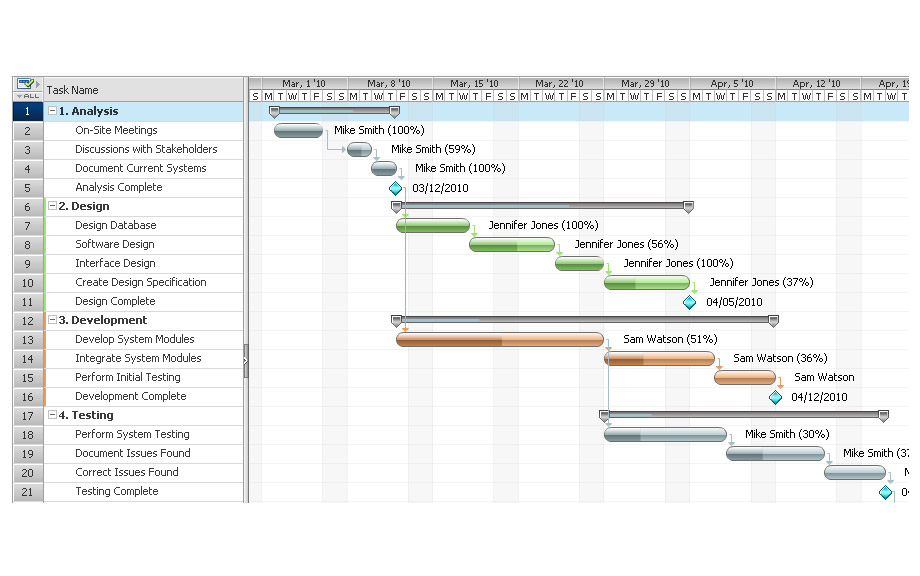 Mar, 1 '10 Mar, 8 '10 Mar, 15 '10 Mar, 22 '10 Mar, 29 '10 Apr, 5 '10 Apr, 12 '10 Apr, 19
ALL Task Name S M T W T F S S M T W T F S S M T W T F S S M T W T F S S M T W T F S S M T W T F S S M T W T F S S M T W
1 1. Analysis
2 On-Site Meetings Mike Smith (100%)
3 Discussions with Stakeholders Mike Smith (59%)
4 Document Current Systems Mike Smith (100%)
5 Analysis Complete 03/12/2010
6 2. Design
7 Design Database Jennifer Jones (100%)
8 Software Design Jennifer Jones (56%)
9 Interface Design Jennifer Jones (100%)
10 Create Design Specification Jennifer Jones (37%)
11 Design Complete 04/05/2010
12 3. Development
13 Develop System Modules Sam Watson (51%)
14 Integrate System Modules Sam Watson (36%)
15 Perform Initial Testing Sam Watson
16 Development Complete 04/12/2010
17 4. Testing
18 Perform System Testing Mike Smith (30%)
19 Document Issues Found Mike Smith (37
20 Correct Issues Found
21 Testing Complete